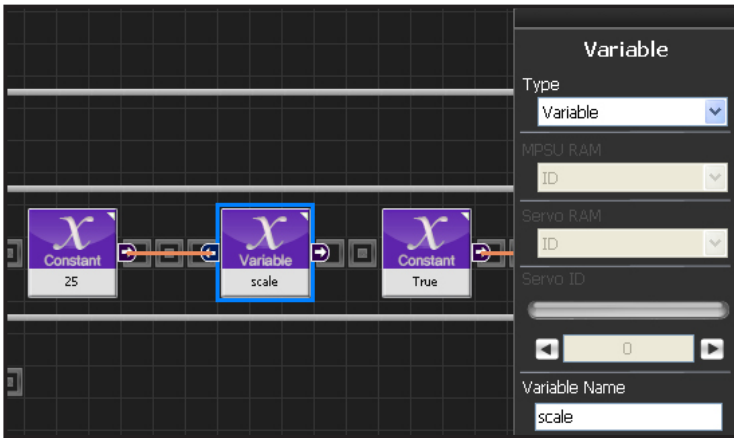 Constant
25
Variable
scale
Constant
True
Variable
Type
Variable
MPSU RAM
ID
Servo RAM
ID
Servo ID
0
Variable Name
scale